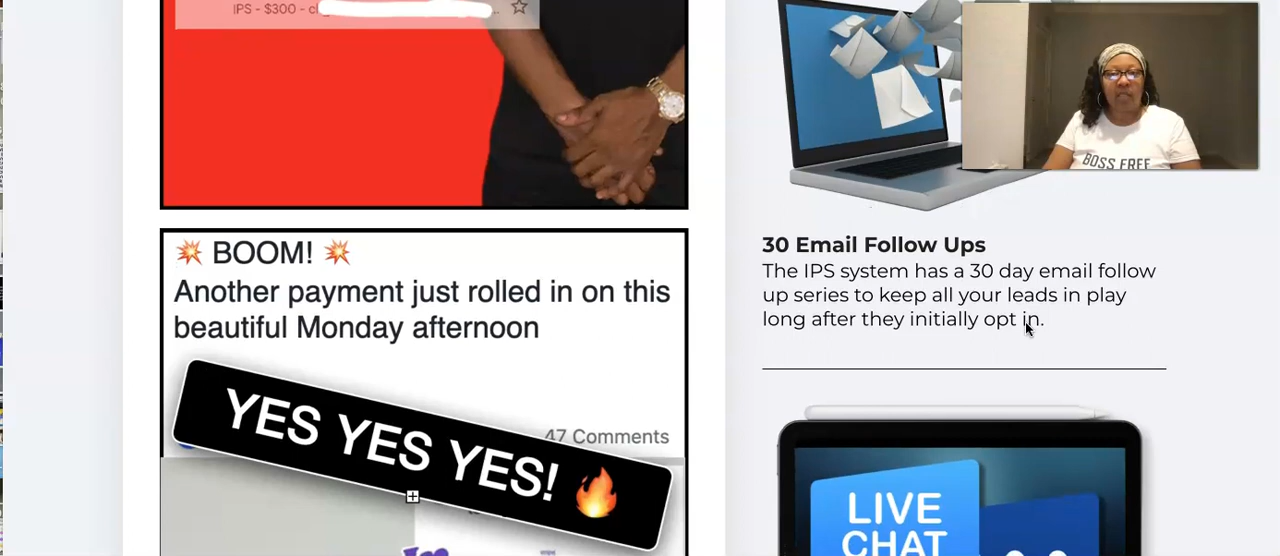 IPS - $300 -
💥 BOOM! 💥
Another payment just rolled in on this
beautiful Monday afternoon
YES YES YES! 🔥
47 Comments
BOSS FREE
30 Email Follow Ups
The IPS system has a 30 day email follow
up series to keep all your leads in play
long after they initially opt in.
LIVE
CHAT